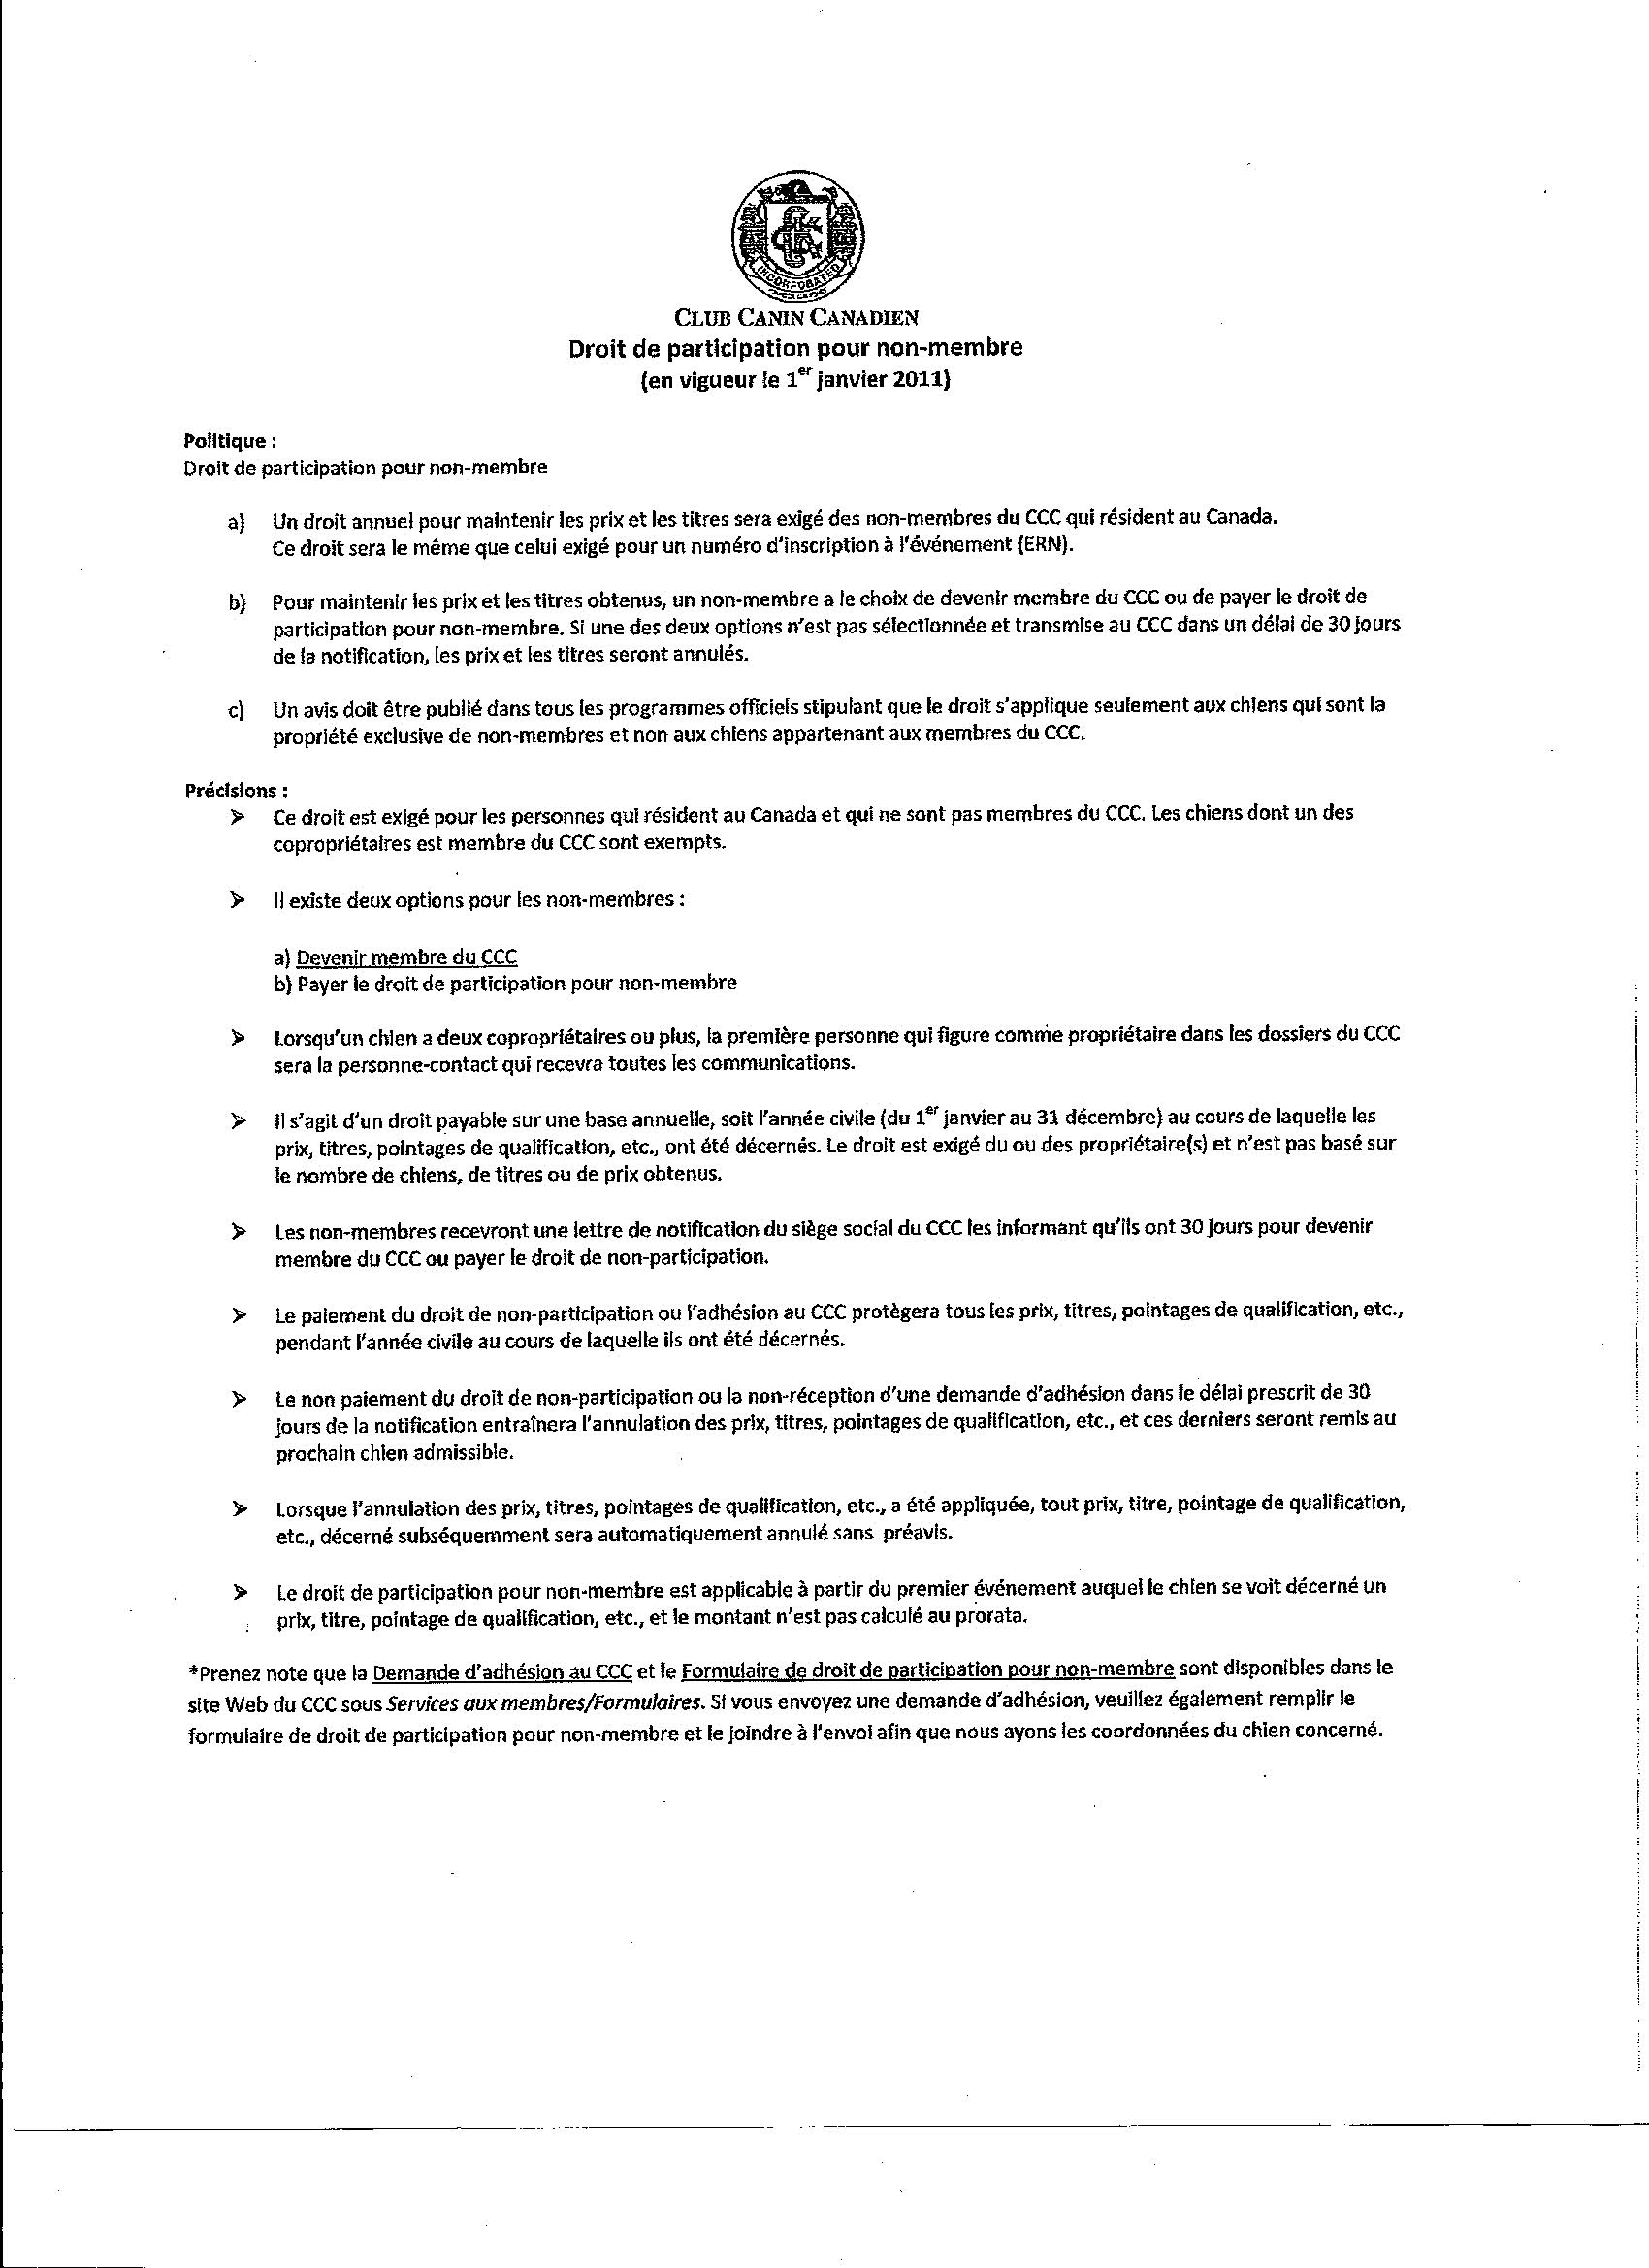 INCORPORATED
CLUB CANIN CANADIEN
Droit de participation pour non-membre
(en vigueur le 1er janvier 2011)
Politique :
Droit de participation pour non-membre
a) Un droit annuel pour maintenir les prix et les titres sera exigé des non-membres du CCC qui résident au Canada.
Ce droit sera le même que celui exigé pour un numéro d'inscription à l'événement (ERN).
b) Pour maintenir les prix et les titres obtenus, un non-membre a le choix de devenir membre du CCC ou de payer le droit de
participation pour non-membre. Si une des deux options n'est pas sélectionnée et transmise au CCC dans un délai de 30 jours
de la notification, les prix et les titres seront annulés.
c) Un avis doit être publié dans tous les programmes officiels stipulant que le droit s'applique seulement aux chiens qui sont la
propriété exclusive de non-membres et non aux chiens appartenant aux membres du CCC.
Précisions :
➢ Ce droit est exigé pour les personnes qui résident au Canada et qui ne sont pas membres du CCC. Les chiens dont un des
copropriétaires est membre du CCC sont exempts.
➢ Il existe deux options pour les non-membres :
a) Devenir membre du CCC
b) Payer le droit de participation pour non-membre
➢ Lorsqu'un chien a deux copropriétaires ou plus, la première personne qui figure comme propriétaire dans les dossiers du CCC
sera la personne-contact qui recevra toutes les communications.
➢ Il s'agit d'un droit payable sur une base annuelle, soit l'année civile (du 1er janvier au 31 décembre) au cours de laquelle les
prix, titres, pointages de qualification, etc., ont été décernés. Le droit est exigé du ou des propriétaire(s) et n'est pas basé sur
le nombre de chiens, de titres ou de prix obtenus.
➢ Les non-membres recevront une lettre de notification du siège social du CCC les informant qu'ils ont 30 jours pour devenir
membre du CCC ou payer le droit de non-participation.
➢ Le paiement du droit de non-participation ou l'adhésion au CCC protègera tous les prix, titres, pointages de qualification, etc.,
pendant l'année civile au cours de laquelle ils ont été décernés.
➢ Le non paiement du droit de non-participation ou la non-réception d'une demande d'adhésion dans le délai prescrit de 30
jours de la notification entraînera l'annulation des prix, titres, pointages de qualification, etc., et ces derniers seront remis au
prochain chien admissible.
➢ Lorsque l'annulation des prix, titres, pointages de qualification, etc., a été appliquée, tout prix, titre, pointage de qualification,
etc., décerné subséquemment sera automatiquement annulé sans préavis.
➢ Le droit de participation pour non-membre est applicable à partir du premier événement auquel le chien se voit décerné un
prix, titre, pointage de qualification, etc., et le montant n'est pas calculé au prorata.
*Prenez note que la Demande d'adhésion au CCC et le Formulaire de droit de participation pour non-membre sont disponibles dans le
site Web du CCC sous Services aux membres/Formulaires. Si vous envoyez une demande d'adhésion, veuillez également remplir le
formulaire de droit de participation pour non-membre et le joindre à l'envoi afin que nous ayons les coordonnées du chien concerné.